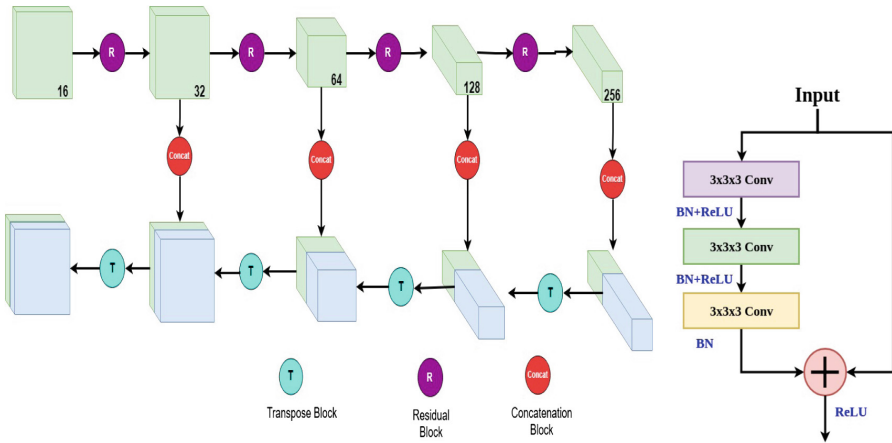 R
R
R
R
16
32
64
128
256
Concat
Concat
Concat
Concat
T
T
T
T
T
Transpose Block
R
Residual
Block
Concat
Concatenation
Block
Input
3x3x3 Conv
BN+ReLU
3x3x3 Conv
BN+ReLU
3x3x3 Conv
BN
+
ReLU